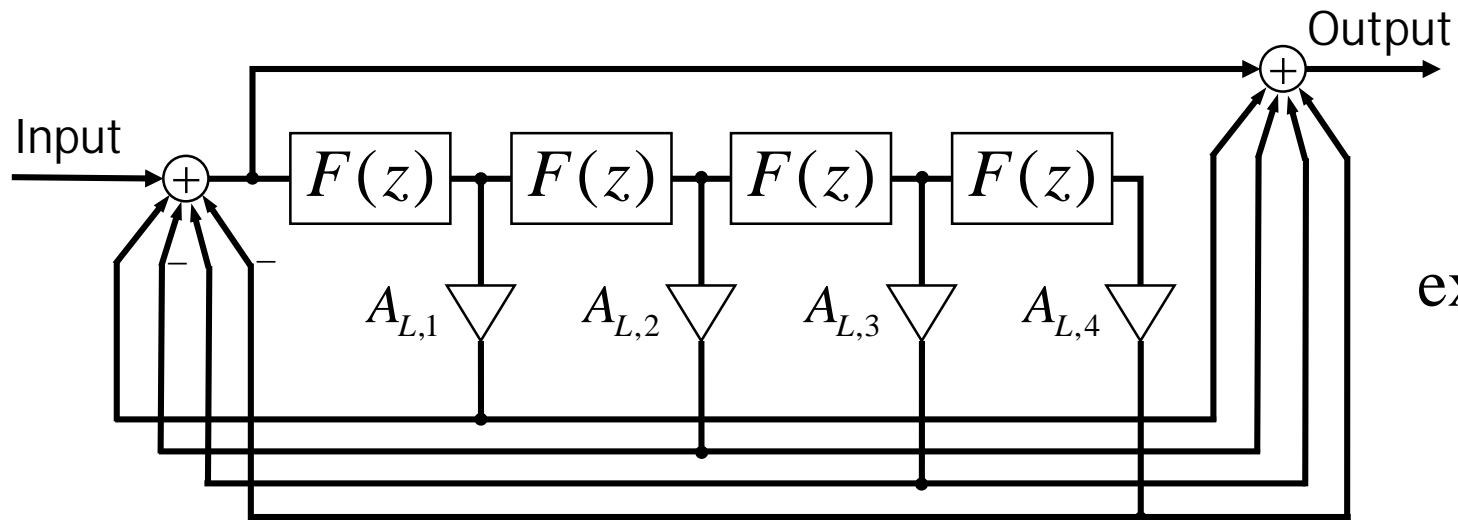 Output
+
Input
+ F(z) F(z) F(z) F(z)
− −
A_{L,1} A_{L,2} A_{L,3} A_{L,4} ex